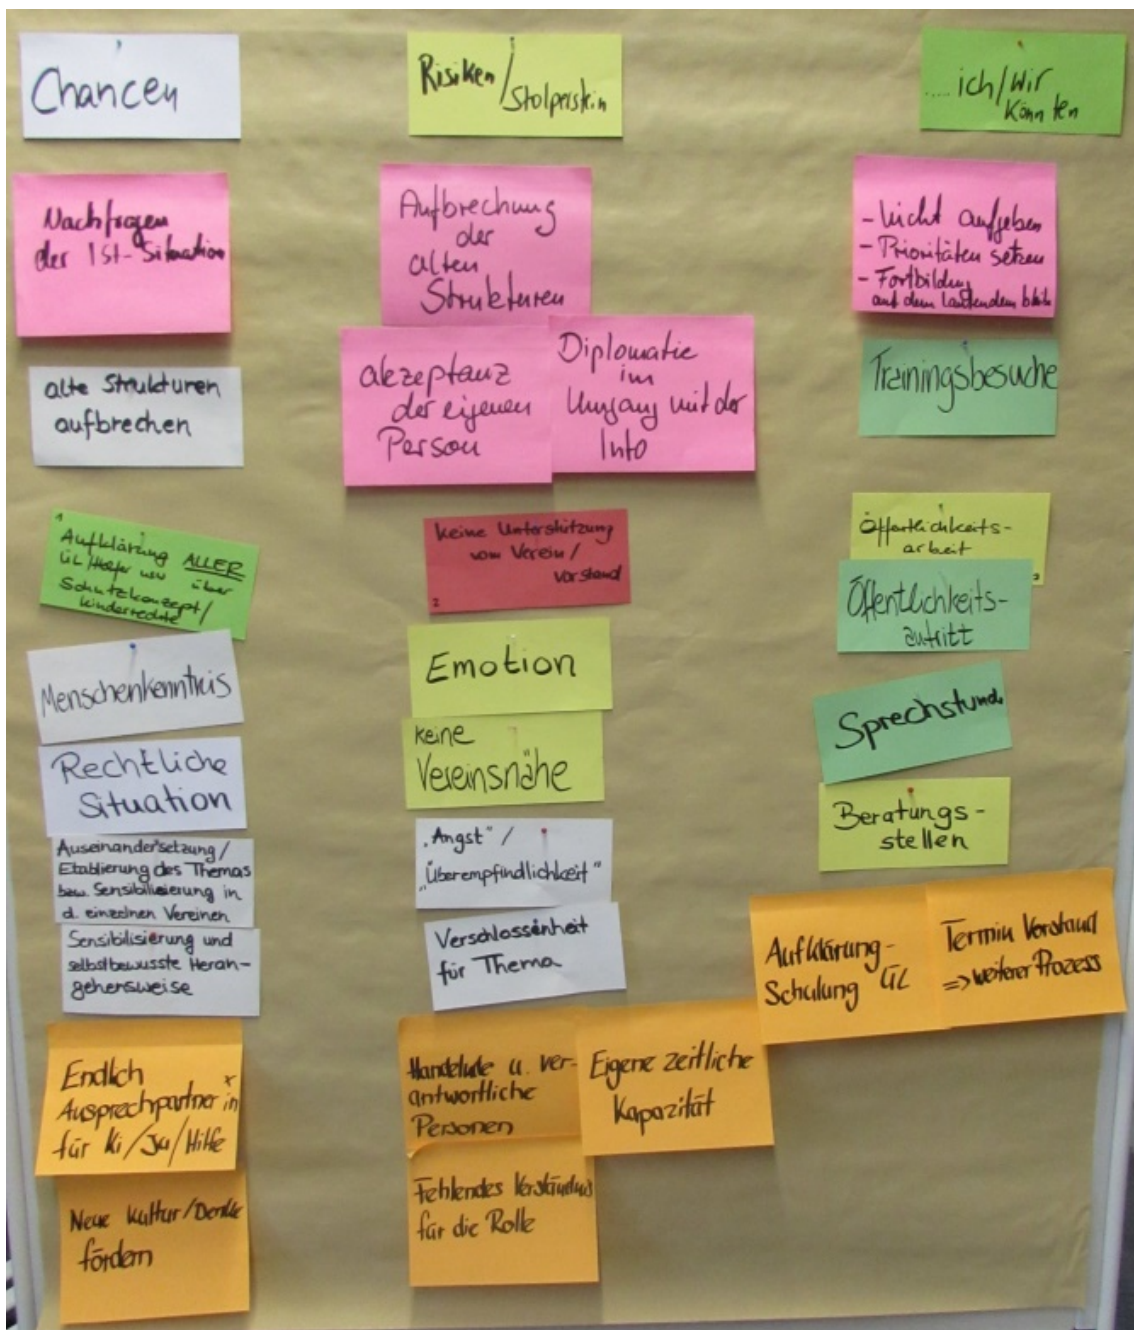 Chancen
Nachfragen
der Ist-Situation
alte Strukturen
aufbrechen
1
Aufklärung ALLER
ÜL/Helfer usw über
Schutzkonzept/
Kinderrechte
Menschenkenntnis
Rechtliche
Situation
Auseinandersetzung/
Etablierung des Themas
bzw. Sensibilisierung in
d. einzelnen Vereinen
Sensibilisierung und
selbstbewusste Heran-
gehensweise
Endlich
Ansprechpartner*in
für Ki/Ju/Hilfe
Neue Kultur/Denke
fördern
Risiken/
Stolperstein
Aufbrechung
der
alten
Strukturen
akzeptanz
der eigenen
Person
Diplomatie
im
Umgang mit der
Info
keine Unterstützung
vom Verein/
Vorstand
2
Emotion
keine
Vereinsnähe
„Angst“/
„Überempfindlichkeit“
Verschlossenheit
für Thema
Handelnde u. ver-
antwortliche
Personen
Eigene zeitliche
Kapazität
Fehlendes Verständnis
für die Rolle
.... ich/wir
könnten
- Nicht aufgeben
- Prioritäten setzen
- Fortbildung
auf dem laufendem
Trainingsbesuche
Öffentlichkeits-
arbeit
Öffentlichkeits-
autritt
Sprechstunde
Beratungs-
stellen
Aufklärung-
Schulung ÜL
Termin Vorstand
=> weiterer Prozess